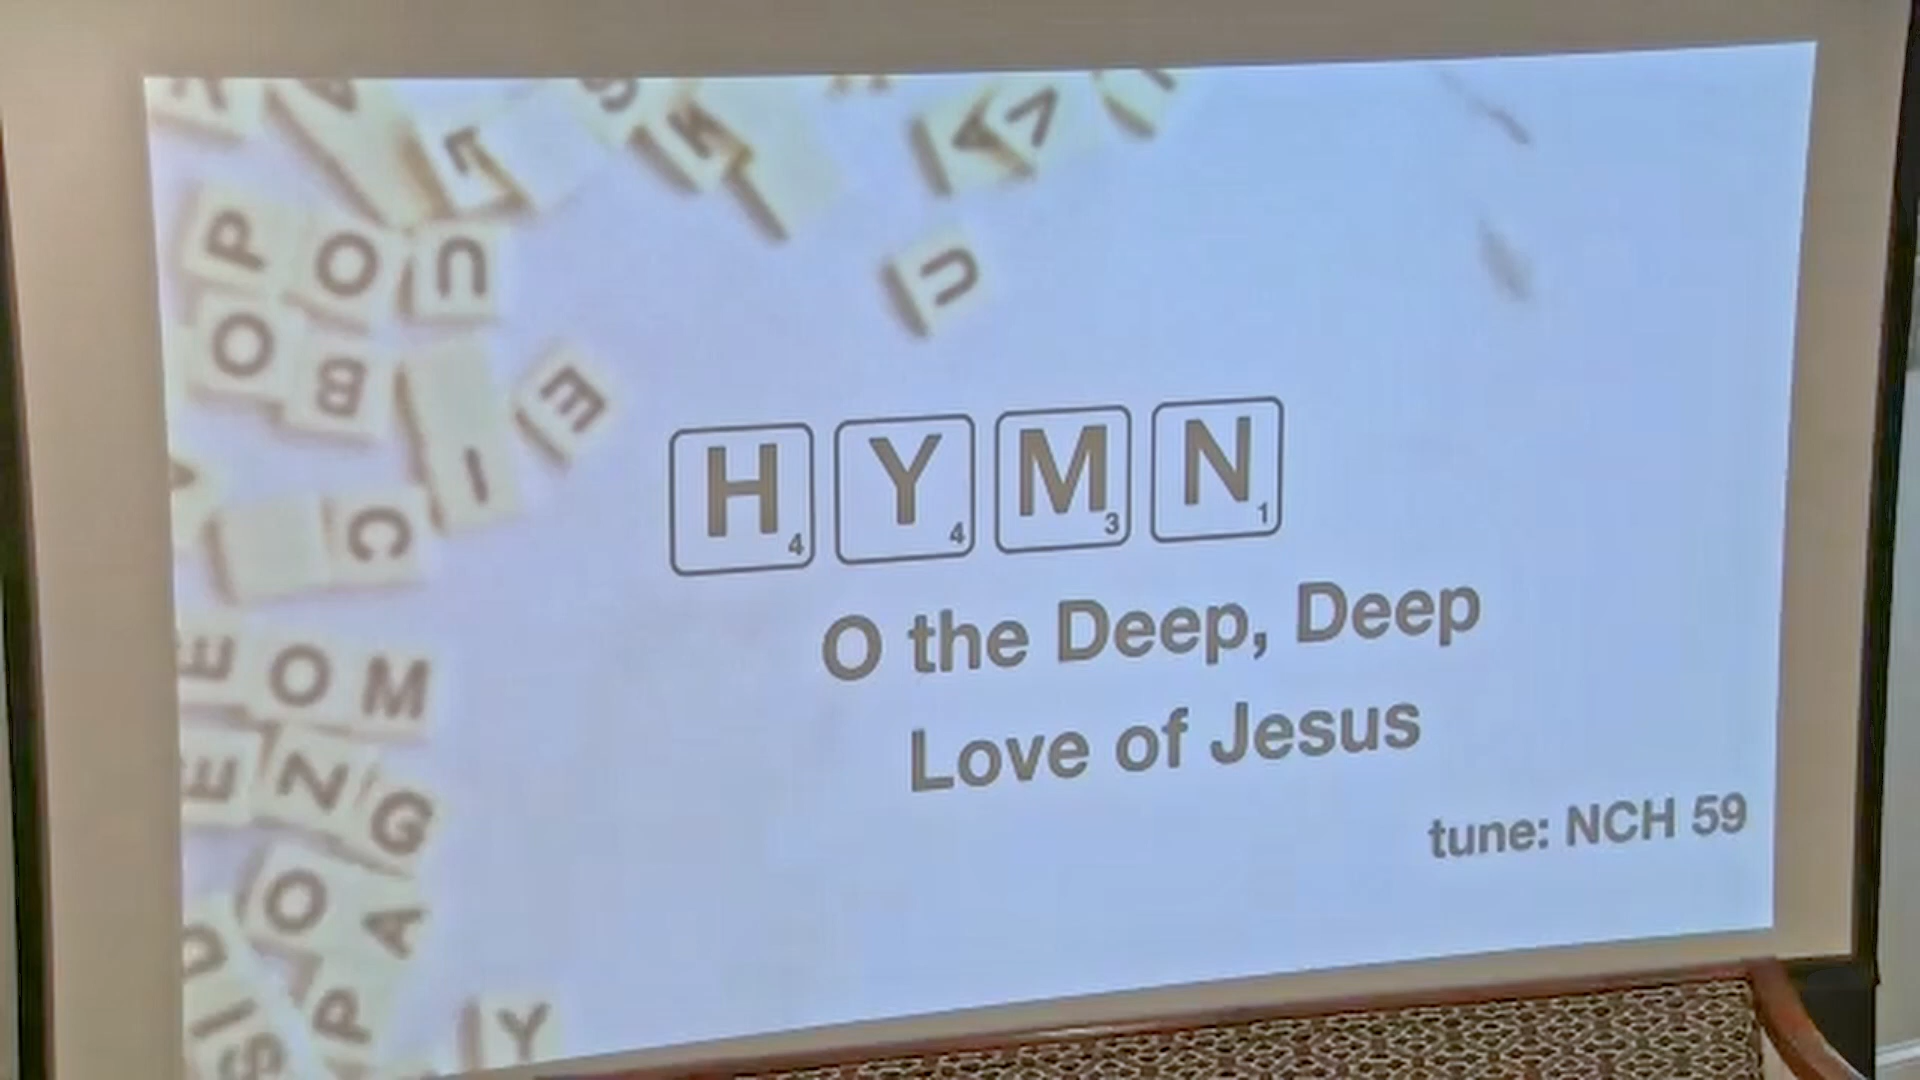 H4 Y4 M3 N1
O the Deep, Deep
Love of Jesus
tune: NCH 59
P O U
O B
E
I
C
U
E O M
E N G
O A
P
Y